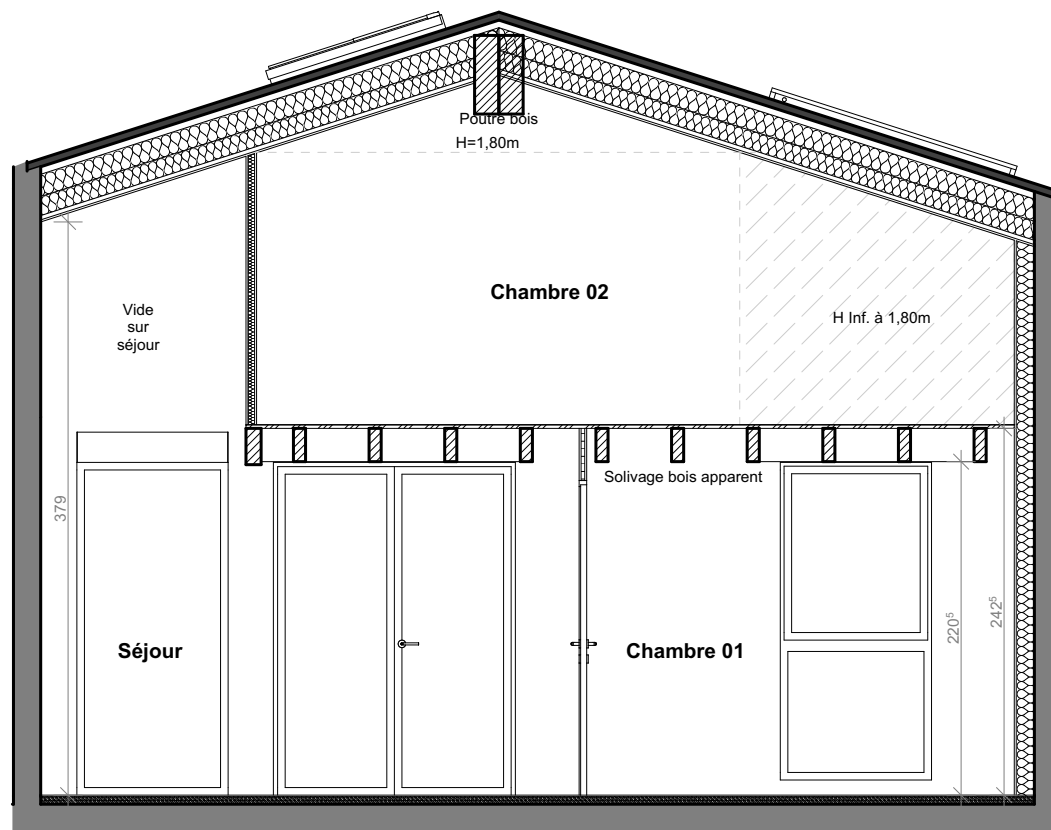 Poutre bois
H=1,80m
Chambre 02
Vide
sur
séjour
H Inf. à 1,80m
Solivage bois apparent
379
220⁵
242⁵
Séjour
Chambre 01